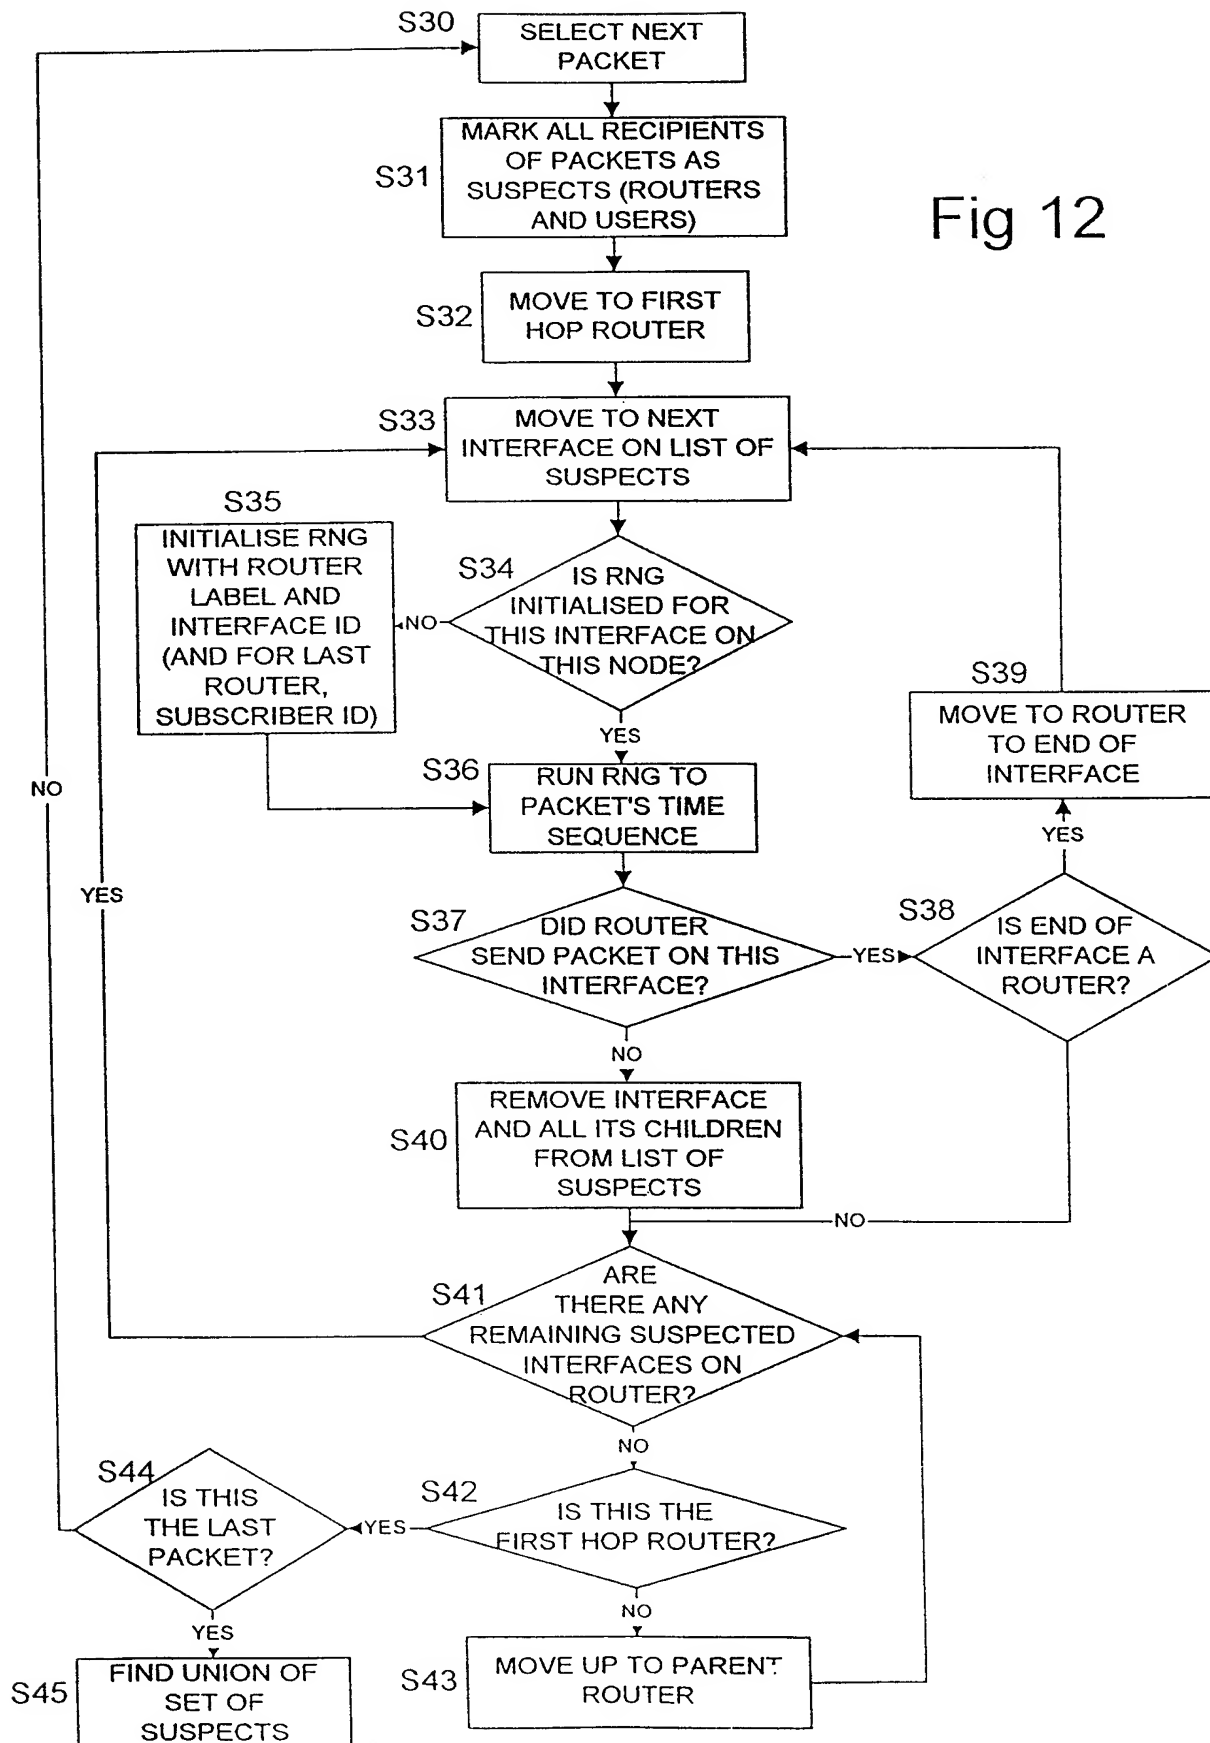 S30
SELECT NEXT
PACKET
S31
MARK ALL RECIPIENTS
OF PACKETS AS
SUSPECTS (ROUTERS
AND USERS)
Fig 12
S32
MOVE TO FIRST
HOP ROUTER
S33
MOVE TO NEXT
INTERFACE ON LIST OF
SUSPECTS
S35
INITIALISE RNG
WITH ROUTER
LABEL AND
INTERFACE ID
(AND FOR LAST
ROUTER,
SUBSCRIBER ID)
S34
IS RNG
INITIALISED FOR
THIS INTERFACE ON
THIS NODE?
NO
YES
S36
RUN RNG TO
PACKET'S TIME
SEQUENCE
S39
MOVE TO ROUTER
TO END OF
INTERFACE
YES
NO
YES
S37
DID ROUTER
SEND PACKET ON THIS
INTERFACE?
YES
S38
IS END OF
INTERFACE A
ROUTER?
NO
S40
REMOVE INTERFACE
AND ALL ITS CHILDREN
FROM LIST OF
SUSPECTS
NO
S41
ARE
THERE ANY
REMAINING SUSPECTED
INTERFACES ON
ROUTER?
NO
S44
IS THIS
THE LAST
PACKET?
YES
S42
IS THIS THE
FIRST HOP ROUTER?
YES
NO
S45
FIND UNION OF
SET OF
SUSPECTS
S43
MOVE UP TO PARENT
ROUTER